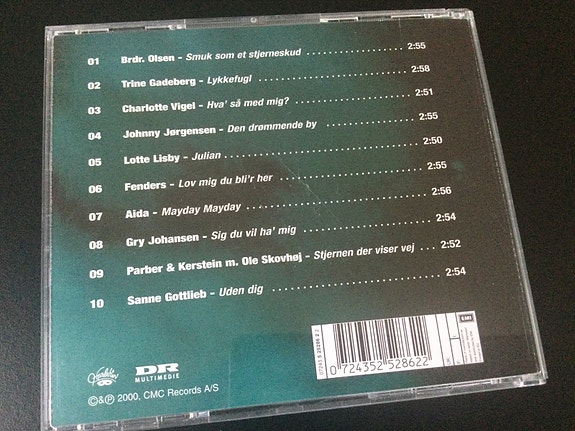 01 Brdr. Olsen - Smuk som et stjerneskud .................... 2:55
02 Trine Gadeberg - Lykkefugl .................... 2:58
03 Charlotte Vigel - Hva' så med mig? .................... 2:51
04 Johnny Jørgensen - Den drømmende by .................... 2:55
05 Lotte Lisby - Julian .................... 2:50
06 Fenders - Lov mig du bli'r her .................... 2:55
07 Aida - Mayday Mayday .................... 2:56
08 Gry Johansen - Sig du vil ha' mig .................... 2:54
09 Parber & Kerstein m. Ole Skovhøj - Stjernen der viser vej ... 2:52
10 Sanne Gottlieb - Uden dig .................... 2:54
EMI
0 724352 528622
DR
MULTIMEDIE
©&℗ 2000, CMC Records A/S